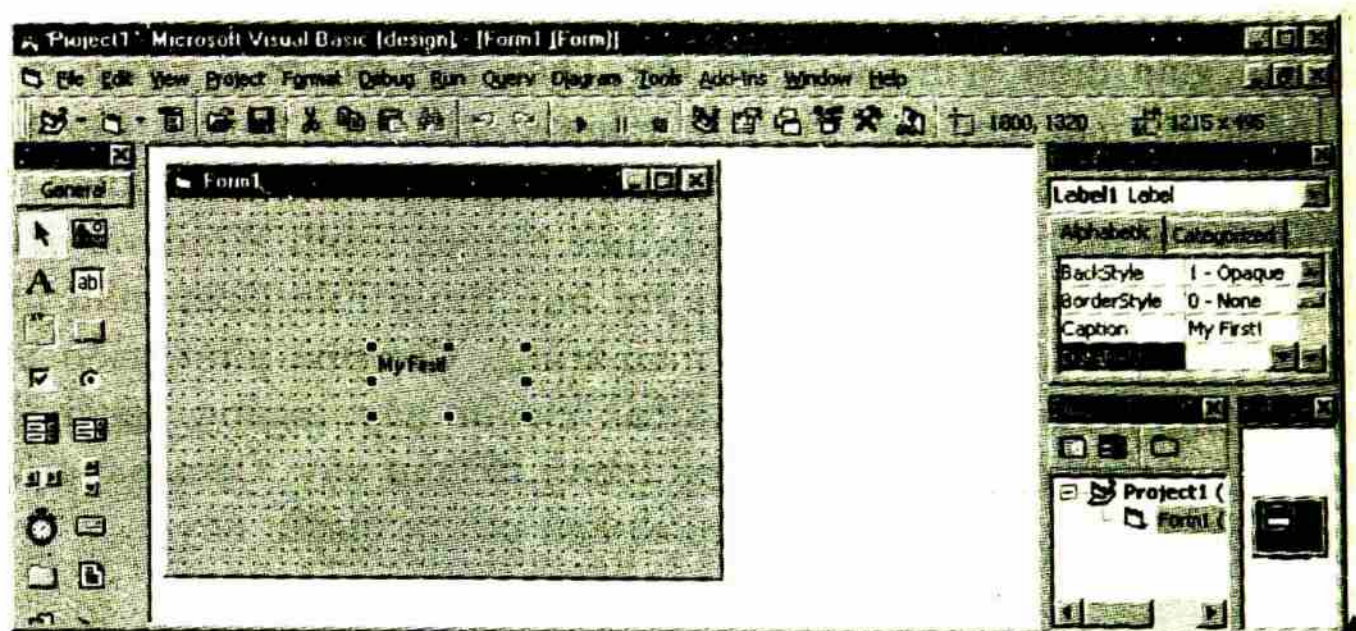 Project1 - Microsoft Visual Basic [design] - [Form1 (Form)]
File Edit View Project Format Debug Run Query Diagram Tools Add-Ins Window Help
1800, 1320 1215 x 495
General
Form1
Label1 Label
Alphabetic Categorized
A ab|
BackStyle 1 - Opaque
BorderStyle 0 - None
xv
Caption My First!
My First!
Project1 (
Form1 (